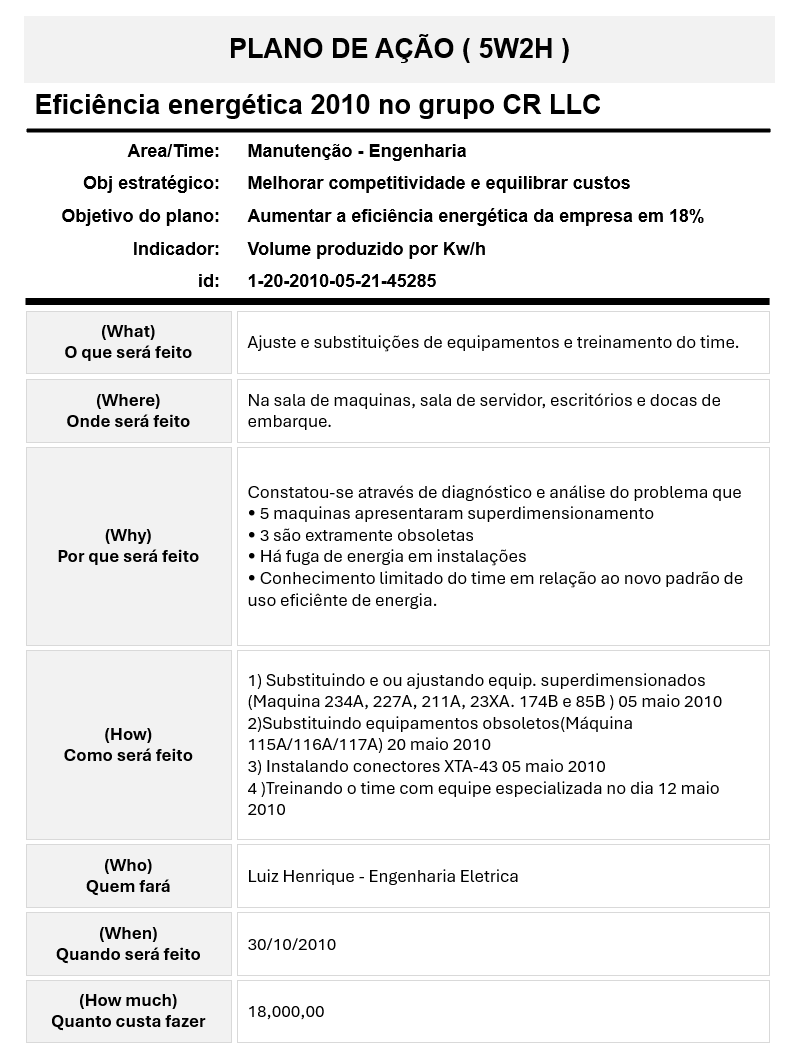 PLANO DE AÇÃO ( 5W2H )
Eficiência energética 2010 no grupo CR LLC
Area/Time: Manutenção - Engenharia
Obj estratégico: Melhorar competitividade e equilibrar custos
Objetivo do plano: Aumentar a eficiência energética da empresa em 18%
Indicador: Volume produzido por Kw/h
id: 1-20-2010-05-21-45285
(What)
O que será feito
Ajuste e substituições de equipamentos e treinamento do time.
(Where)
Onde será feito
Na sala de maquinas, sala de servidor, escritórios e docas de
embarque.
(Why)
Por que será feito
Constatou-se através de diagnóstico e análise do problema que
• 5 maquinas apresentaram superdimensionamento
• 3 são extramente obsoletas
• Há fuga de energia em instalações
• Conhecimento limitado do time em relação ao novo padrão de
uso eficiênte de energia.
(How)
Como será feito
1) Substituindo e ou ajustando equip. superdimensionados
(Maquina 234A, 227A, 211A, 23XA. 174B e 85B ) 05 maio 2010
2)Substituindo equipamentos obsoletos(Máquina
115A/116A/117A) 20 maio 2010
3) Instalando conectores XTA-43 05 maio 2010
4 )Treinando o time com equipe especializada no dia 12 maio
2010
(Who)
Quem fará
Luiz Henrique - Engenharia Eletrica
(When)
Quando será feito
30/10/2010
(How much)
Quanto custa fazer
18,000,00